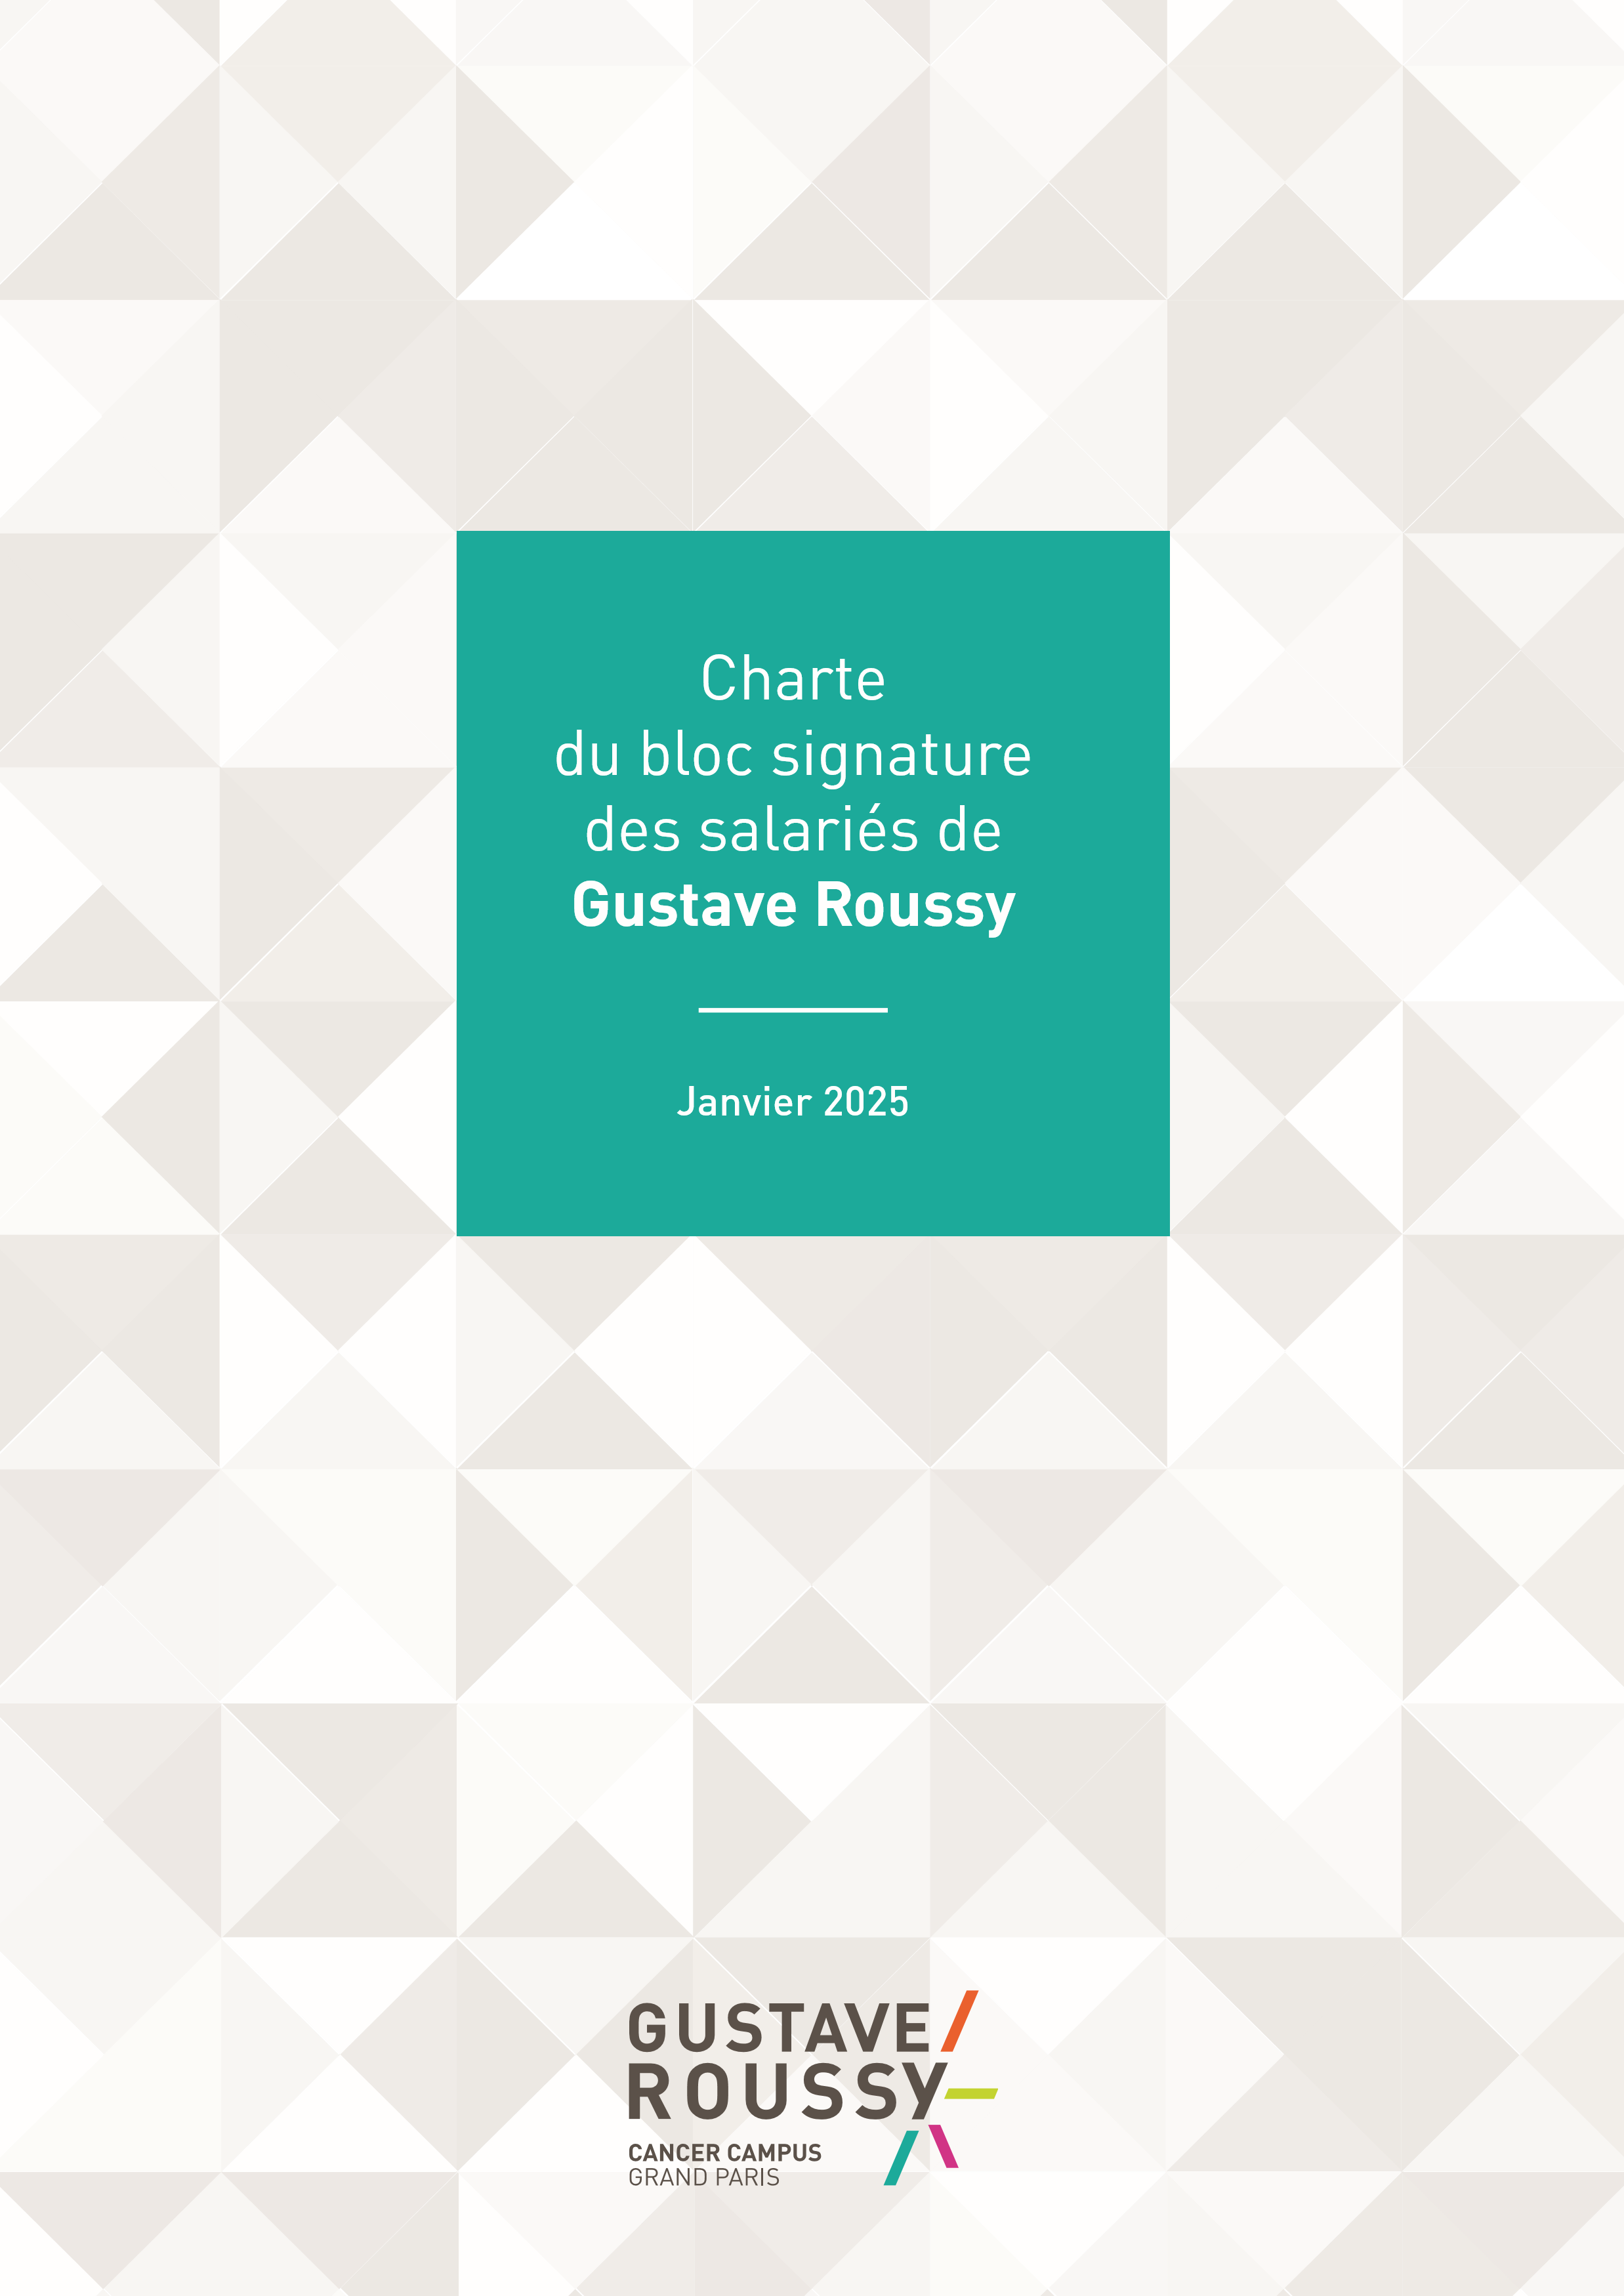 Charte
du bloc signature
des salariés de
Gustave Roussy
Janvier 2025
GUSTAVE
ROUSSY
CANCER CAMPUS
GRAND PARIS